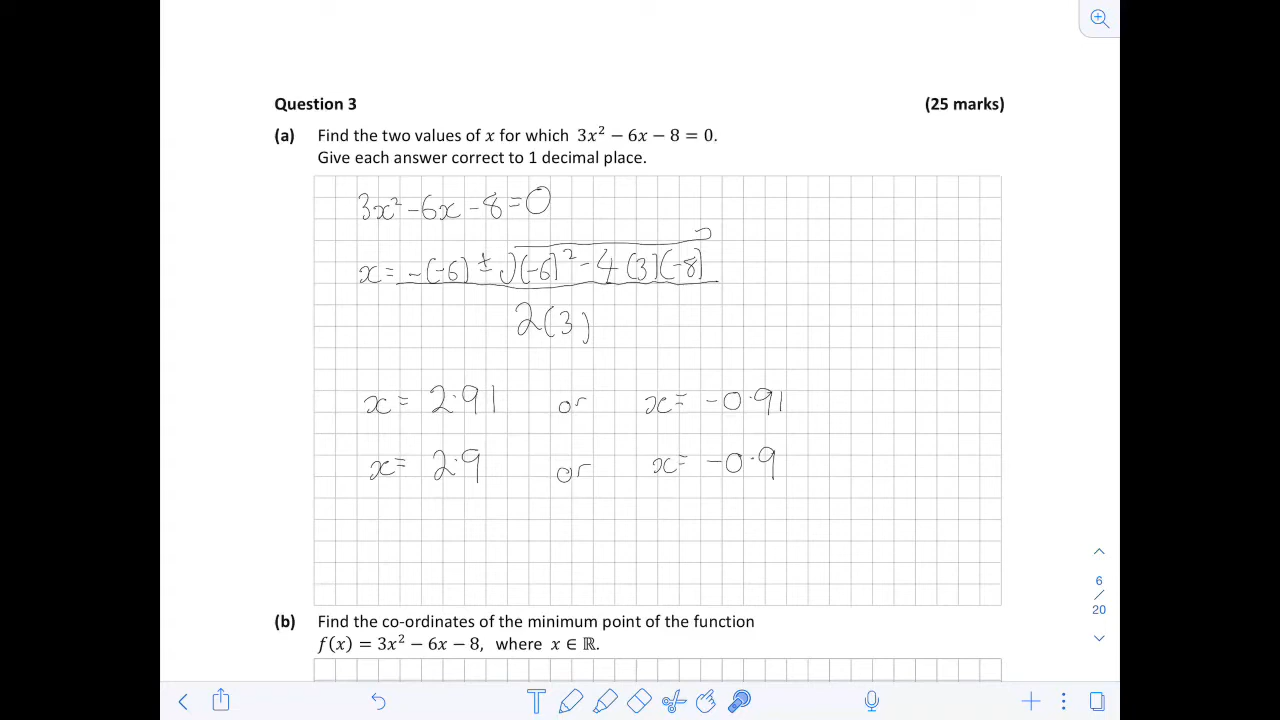 Question 3 (25 marks)
(a) Find the two values of x for which 3x² − 6x − 8 = 0.
Give each answer correct to 1 decimal place.
3x² - 6x - 8 = 0
x = -(-6) ± √(-6)² - 4(3)(-8)
2(3)
x = 2.91 or x = -0.91
x = 2.9 or x = -0.9
(b) Find the co-ordinates of the minimum point of the function
f(x) = 3x² − 6x − 8, where x ∈ ℝ.
6
/
20